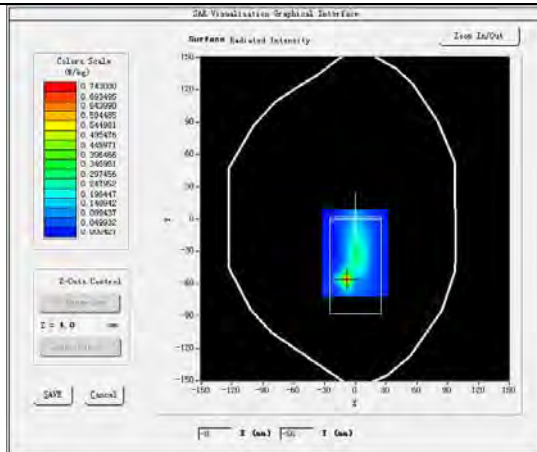 SAR Visualisation Graphical Interface
Surface Radiated Intensity
Zoom In/Out
Colors Scale
(W/kg)
0.743000
0.693495
0.643990
0.594485
0.544981
0.495476
0.445971
0.396466
0.346961
0.297456
0.247952
0.198447
0.148942
0.099437
0.049932
150
120
90
60
30
0
-30
-60
-90
-120
-150
Y
-150 -120 -90 -60 -30 0 30 60 90 120 150
X
Z-Cuts Control
Z = 4.0 mm
SAVE
Cancel
X (mm)
Y (mm)